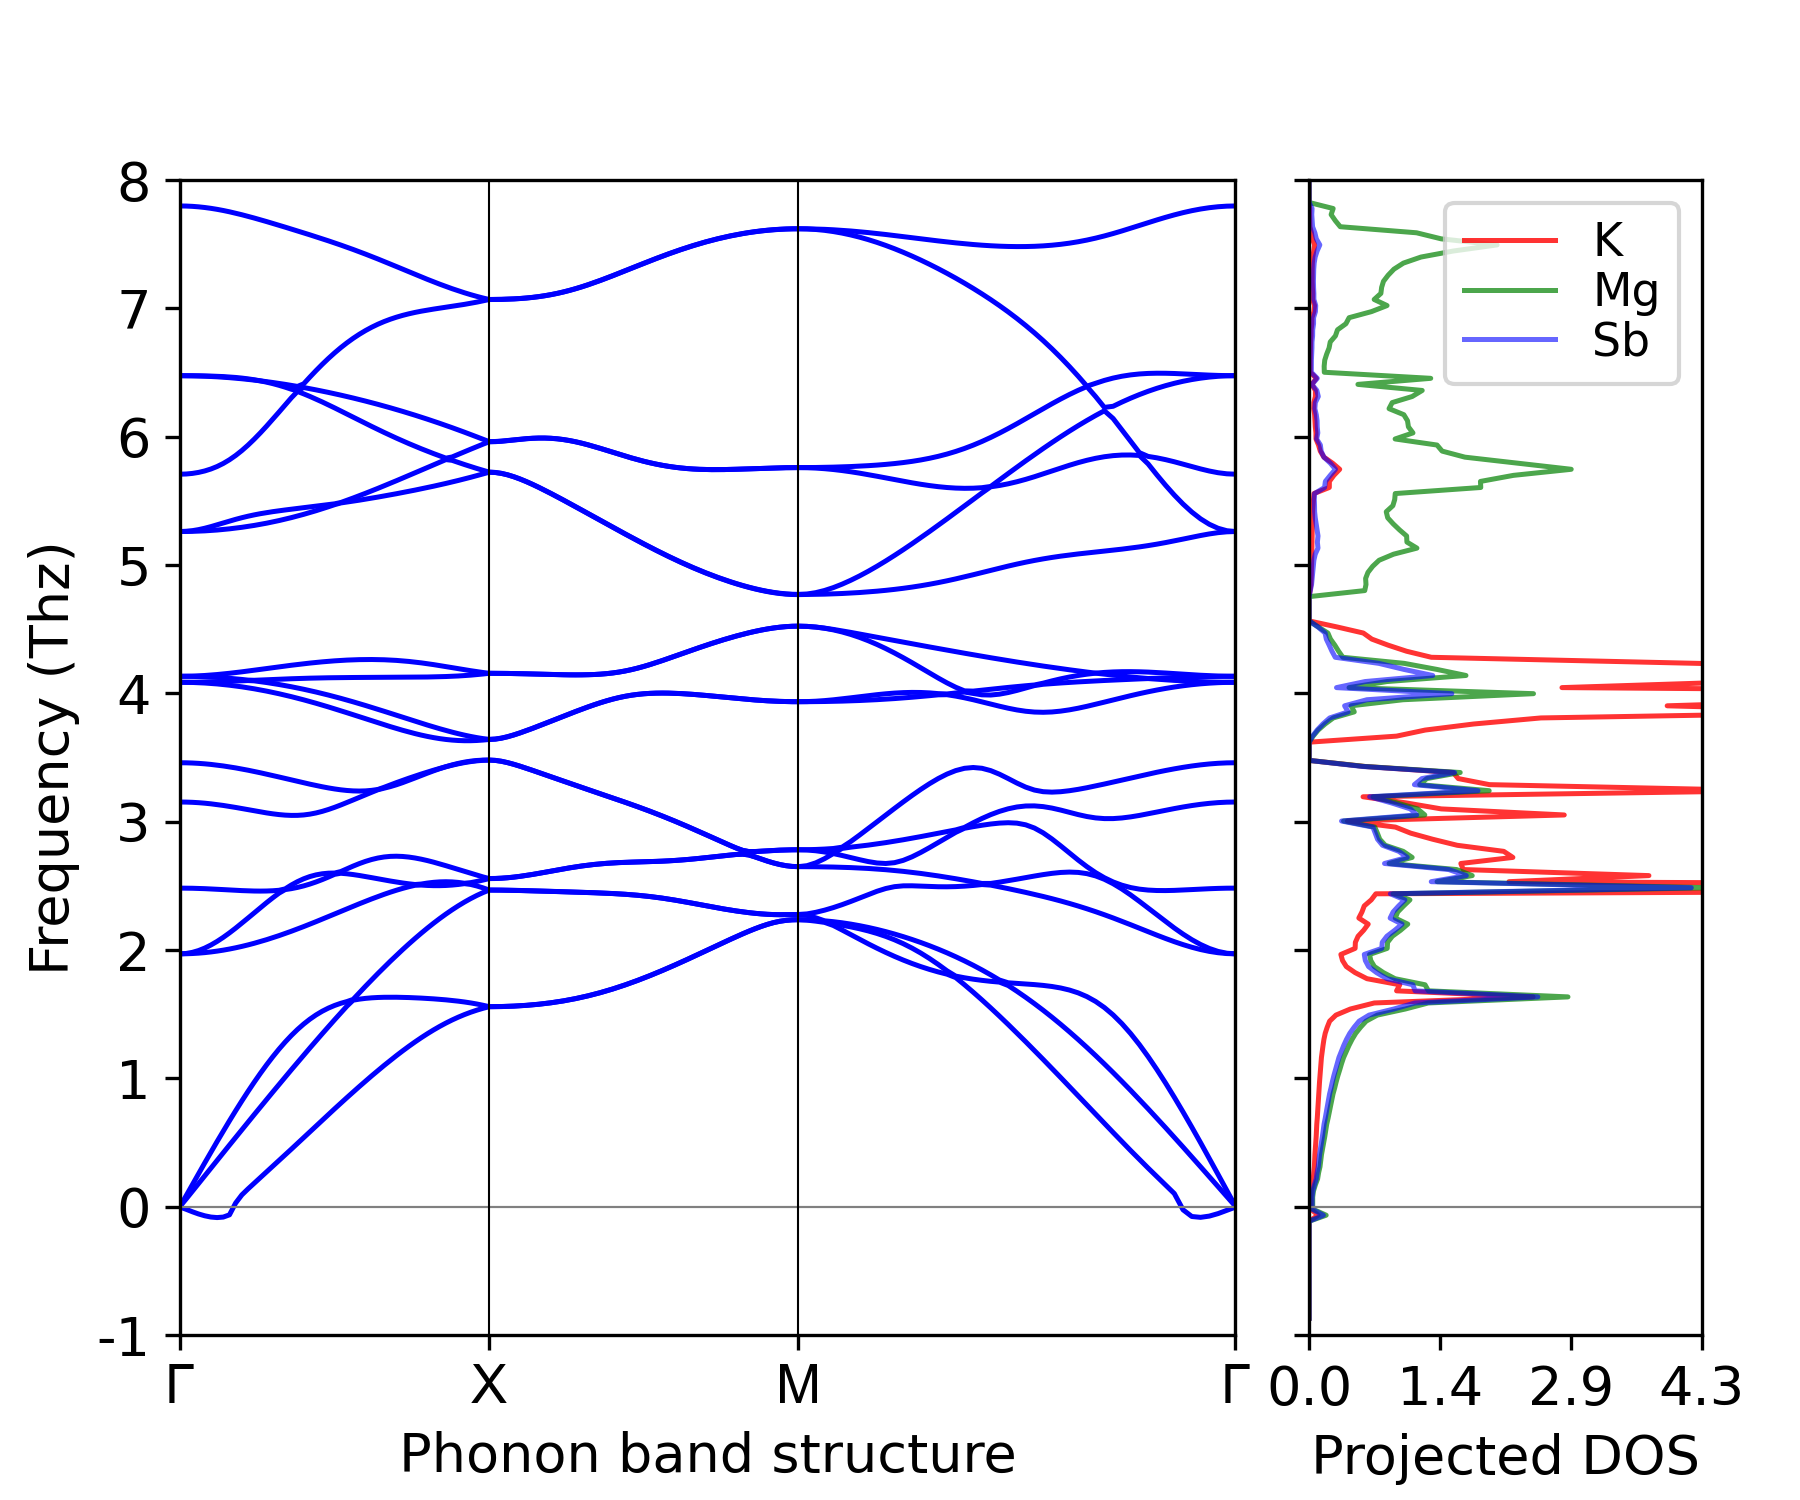 8
7
6
5
4
3
2
1
0
-1
Frequency (Thz)
Γ X M Γ
Phonon band structure
K
Mg
Sb
0.0 1.4 2.9 4.3
Projected DOS